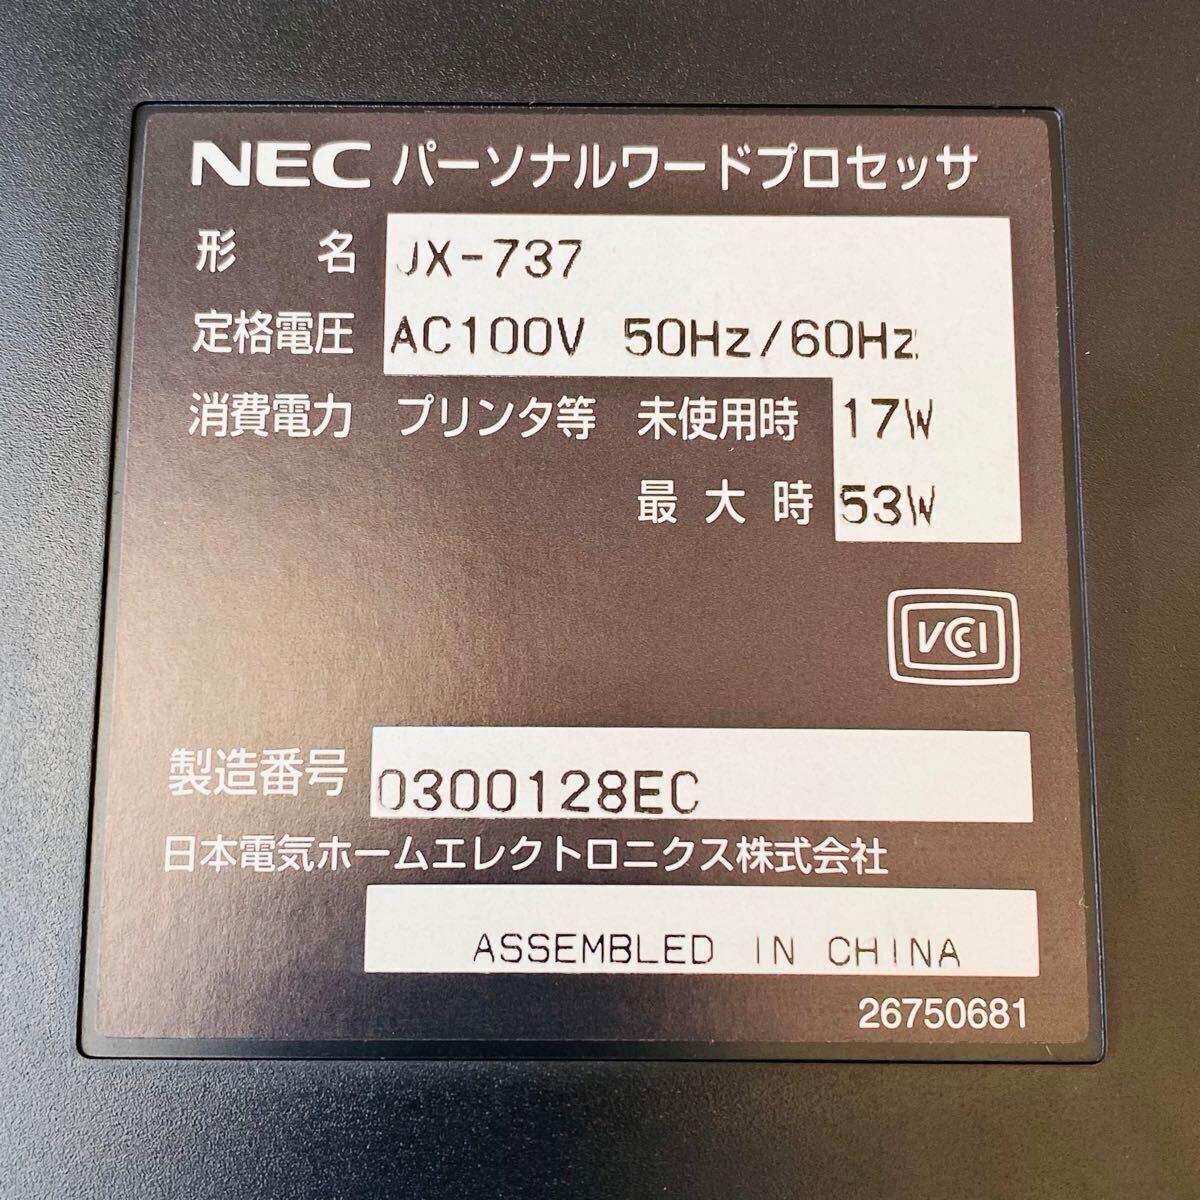 NEC パーソナルワードプロセッサ
形 名 JX-737
定格電圧 AC100V 50Hz/60Hz
消費電力 プリンタ等 未使用時 17W
最大時 53W
VCCI
製造番号 0300128EC
日本電気ホームエレクトロニクス株式会社
ASSEMBLED IN CHINA
26750681